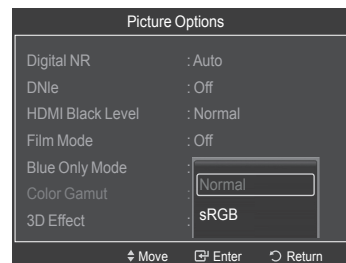 Picture Options
Digital NR : Auto
DNIe : Off
HDMI Black Level : Normal
Film Mode : Off
Blue Only Mode :
Normal
Color Gamut :
sRGB
3D Effect :
Move Enter Return